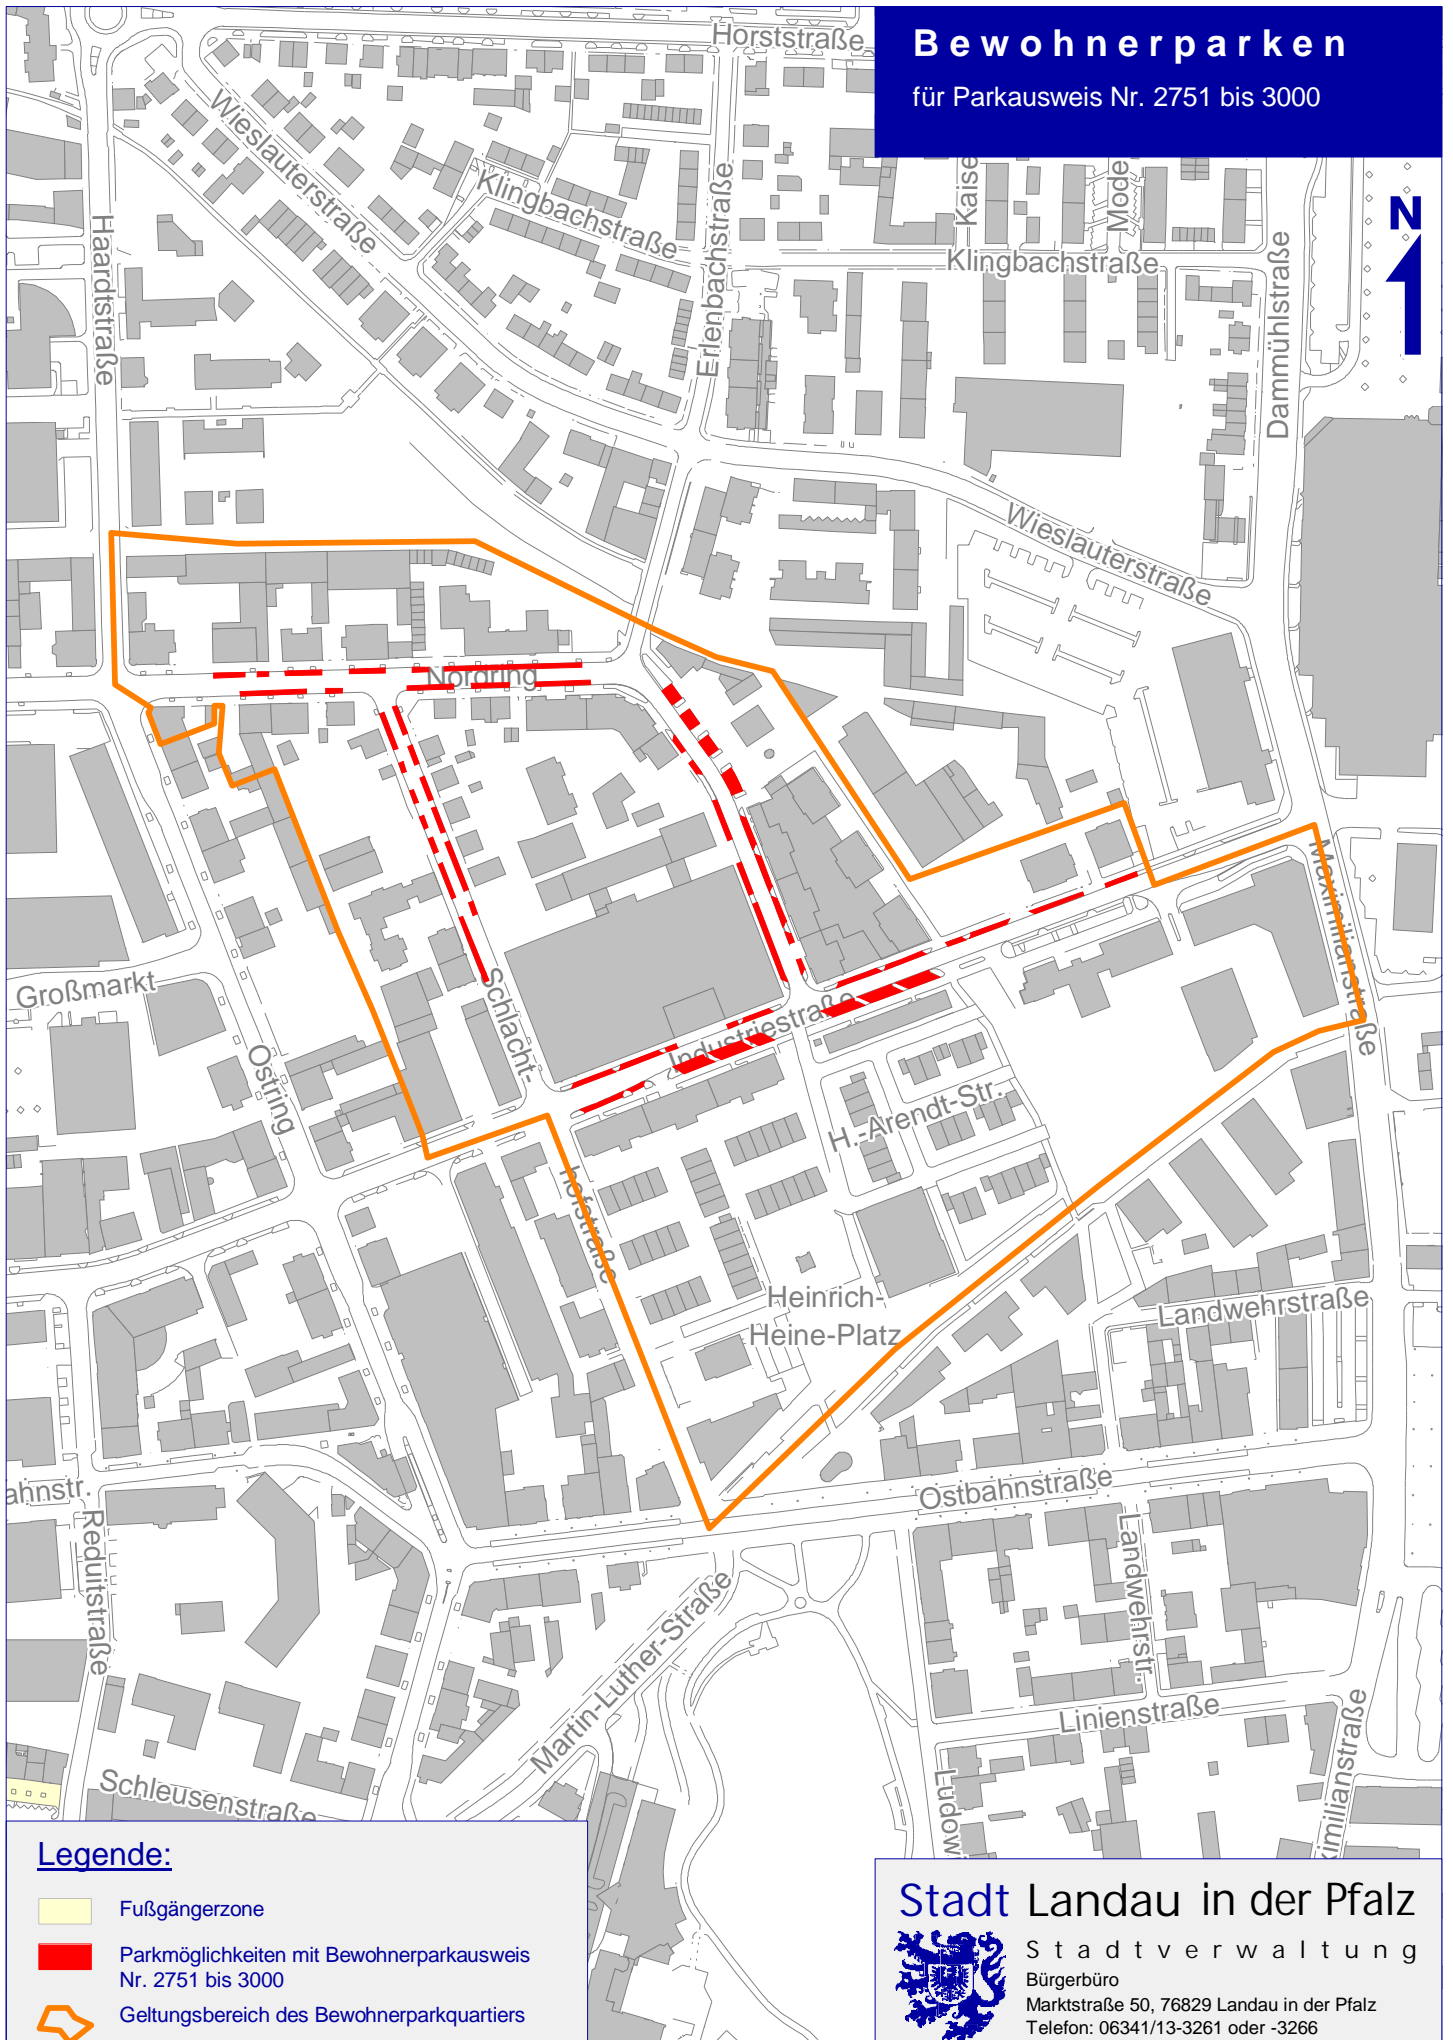 Bewohnerparken
für Parkausweis Nr. 2751 bis 3000
Horststraße
Wieslauterstraße
Klingbachstraße
Erlenbachstraße
Kaise
Mode
Klingbachstraße
Dammühlstraße
N
Haardtstraße
Wieslauterstraße
Nordring
Maximilianstraße
Großmarkt
Schlacht-
Industriestraße
Ostring
H.-Arendt-Str.
hofstraße
Heinrich-
Heine-Platz
Landwehrstraße
ahnstr.
Ostbahnstraße
Reduitstraße
Landwehrstr.
Martin-Luther-Straße
Linienstraße
Schleusenstraße
Ludowi
ximilianstraße
Legende:
Fußgängerzone
Parkmöglichkeiten mit Bewohnerparkausweis
Nr. 2751 bis 3000
Geltungsbereich des Bewohnerparkquartiers
Stadt Landau in der Pfalz
Stadtverwaltung
Bürgerbüro
Marktstraße 50, 76829 Landau in der Pfalz
Telefon: 06341/13-3261 oder -3266